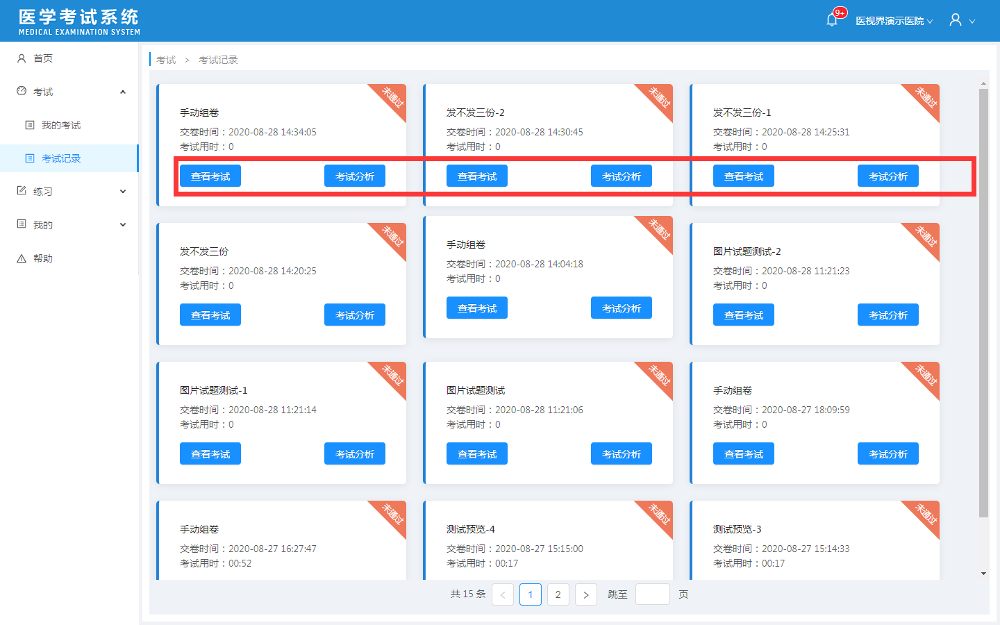 医学考试系统
MEDICAL EXAMINATION SYSTEM
9+
医视界演示医院
首页
考试
我的考试
考试记录
练习
我的
帮助
考试 > 考试记录
未通过
手动组卷
交卷时间：2020-08-28 14:34:05
考试用时：0
查看考试 考试分析
未通过
发不发三份-2
交卷时间：2020-08-28 14:30:45
考试用时：0
查看考试 考试分析
未通过
发不发三份-1
交卷时间：2020-08-28 14:25:31
考试用时：0
查看考试 考试分析
未通过
发不发三份
交卷时间：2020-08-28 14:20:25
考试用时：0
查看考试 考试分析
未通过
手动组卷
交卷时间：2020-08-28 14:04:18
考试用时：0
查看考试 考试分析
未通过
图片试题测试-2
交卷时间：2020-08-28 11:21:23
考试用时：0
查看考试 考试分析
未通过
图片试题测试-1
交卷时间：2020-08-28 11:21:14
考试用时：0
查看考试 考试分析
未通过
图片试题测试
交卷时间：2020-08-28 11:21:06
考试用时：0
查看考试 考试分析
未通过
手动组卷
交卷时间：2020-08-27 18:09:59
考试用时：0
查看考试 考试分析
未通过
手动组卷
交卷时间：2020-08-27 16:27:47
考试用时：00:52
未通过
测试预览-4
交卷时间：2020-08-27 15:15:00
考试用时：00:17
未通过
测试预览-3
交卷时间：2020-08-27 15:14:33
考试用时：00:17
共 15 条 < 1 2 > 跳至 页